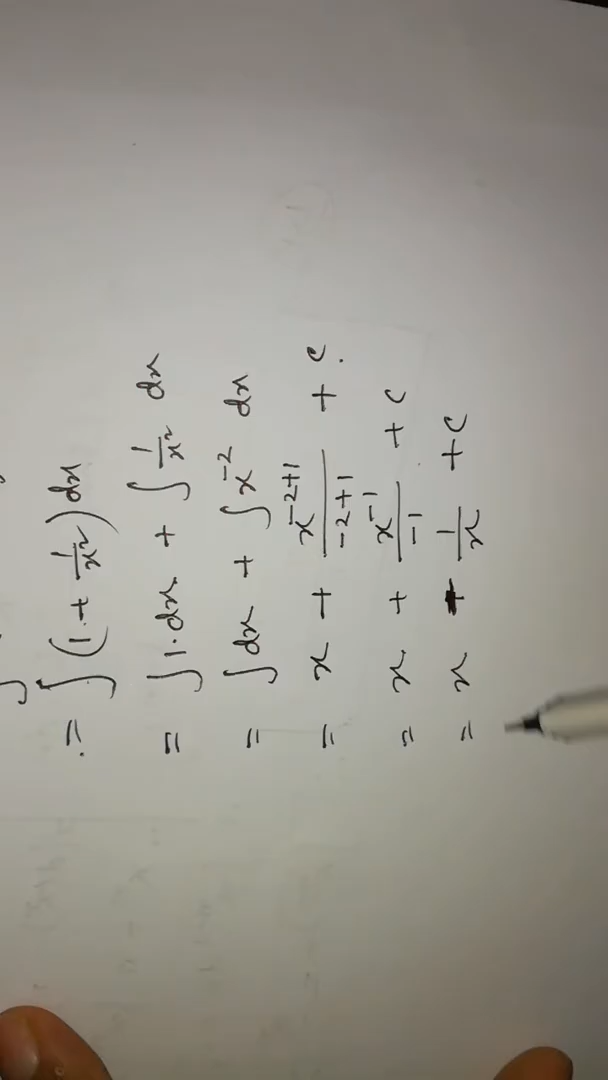 = ∫(1 + 1/x²) dx
= ∫1·dx + ∫ 1/x² dx
= ∫dx + ∫x⁻² dx
= x + x⁻²⁺¹/-2+1 + c.
= x + x⁻¹/-1 + c
= x - 1/x + c